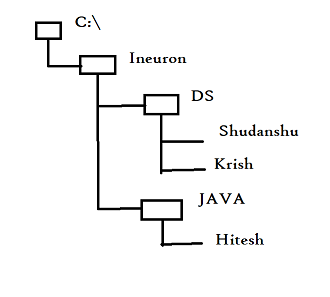 C:\
Ineuron
DS
Shudanshu
Krish
JAVA
Hitesh